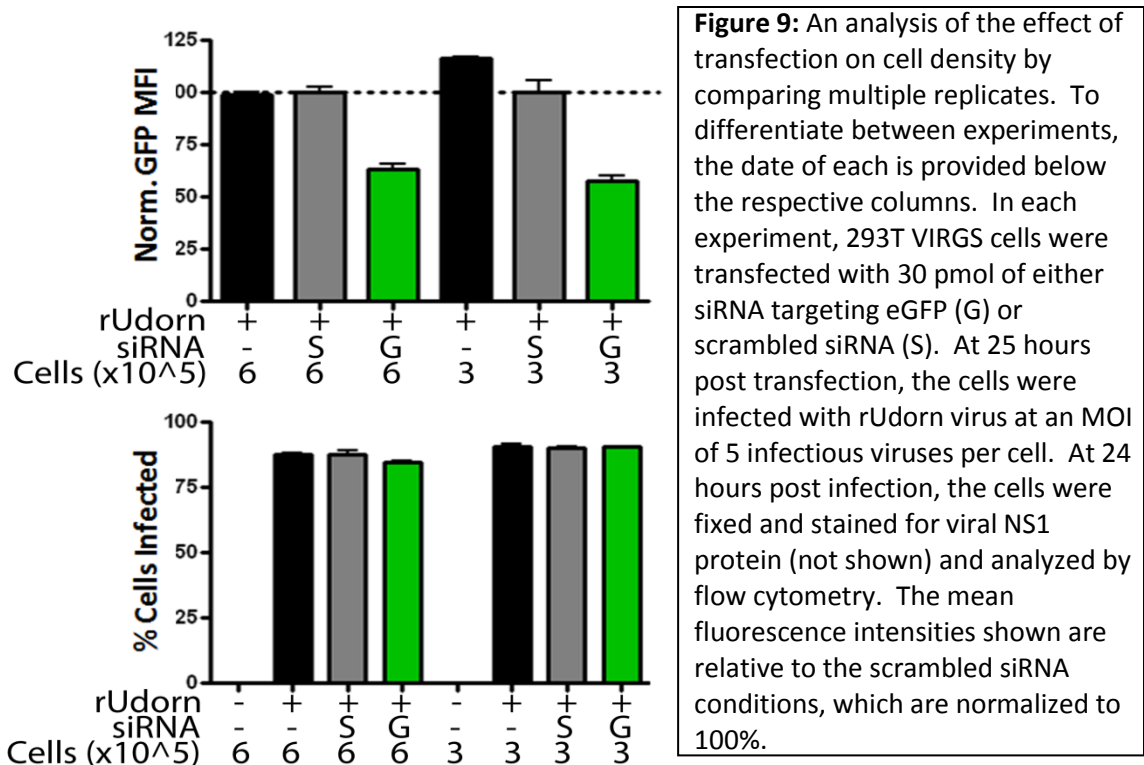 125
00
75
50
25
0
Norm. GFP MFI
rUdorn + + + + + +
siRNA - S G - S G
Cells (x10^5) 6 6 6 3 3 3
100
75
50
25
0
% Cells Infected
rUdorn - + + + - + + +
siRNA - - S G - - S G
Cells (x10^5) 6 6 6 6 3 3 3 3
Figure 9: An analysis of the effect of
transfection on cell density by
comparing multiple replicates. To
differentiate between experiments,
the date of each is provided below
the respective columns. In each
experiment, 293T VIRGS cells were
transfected with 30 pmol of either
siRNA targeting eGFP (G) or
scrambled siRNA (S). At 25 hours
post transfection, the cells were
infected with rUdorn virus at an MOI
of 5 infectious viruses per cell. At 24
hours post infection, the cells were
fixed and stained for viral NS1
protein (not shown) and analyzed by
flow cytometry. The mean
fluorescence intensities shown are
relative to the scrambled siRNA
conditions, which are normalized to
100%.